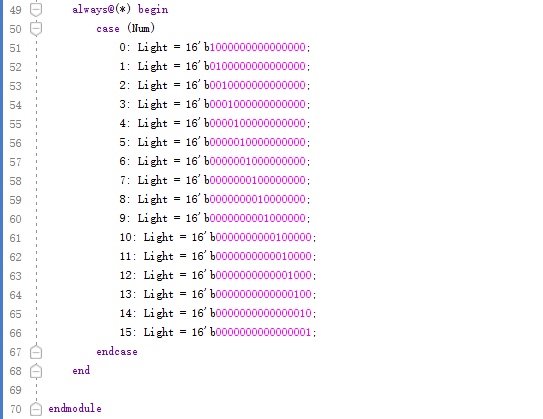 49 always@(*) begin
50 case (Num)
51 0: Light = 16'b1000000000000000;
52 1: Light = 16'b0100000000000000;
53 2: Light = 16'b0010000000000000;
54 3: Light = 16'b0001000000000000;
55 4: Light = 16'b0000100000000000;
56 5: Light = 16'b0000010000000000;
57 6: Light = 16'b0000001000000000;
58 7: Light = 16'b0000000100000000;
59 8: Light = 16'b0000000010000000;
60 9: Light = 16'b0000000001000000;
61 10: Light = 16'b0000000000100000;
62 11: Light = 16'b0000000000010000;
63 12: Light = 16'b0000000000001000;
64 13: Light = 16'b0000000000000100;
65 14: Light = 16'b0000000000000010;
66 15: Light = 16'b0000000000000001;
67 endcase
68 end
69
70 endmodule